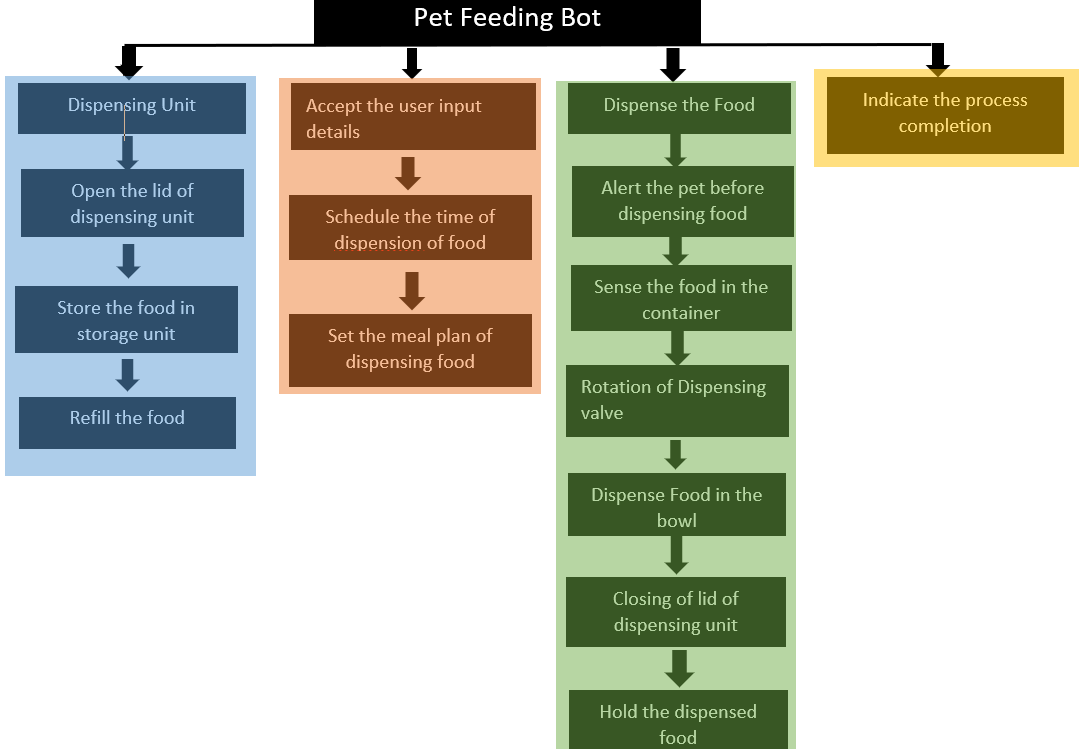 Pet Feeding Bot
Dispensing Unit
Open the lid of
dispensing unit
Store the food in
storage unit
Refill the food
Accept the user input
details
Schedule the time of
dispension of food
Set the meal plan of
dispensing food
Dispense the Food
Alert the pet before
dispensing food
Sense the food in the
container
Rotation of Dispensing
valve
Dispense Food in the
bowl
Closing of lid of
dispensing unit
Hold the dispensed
food
Indicate the process
completion